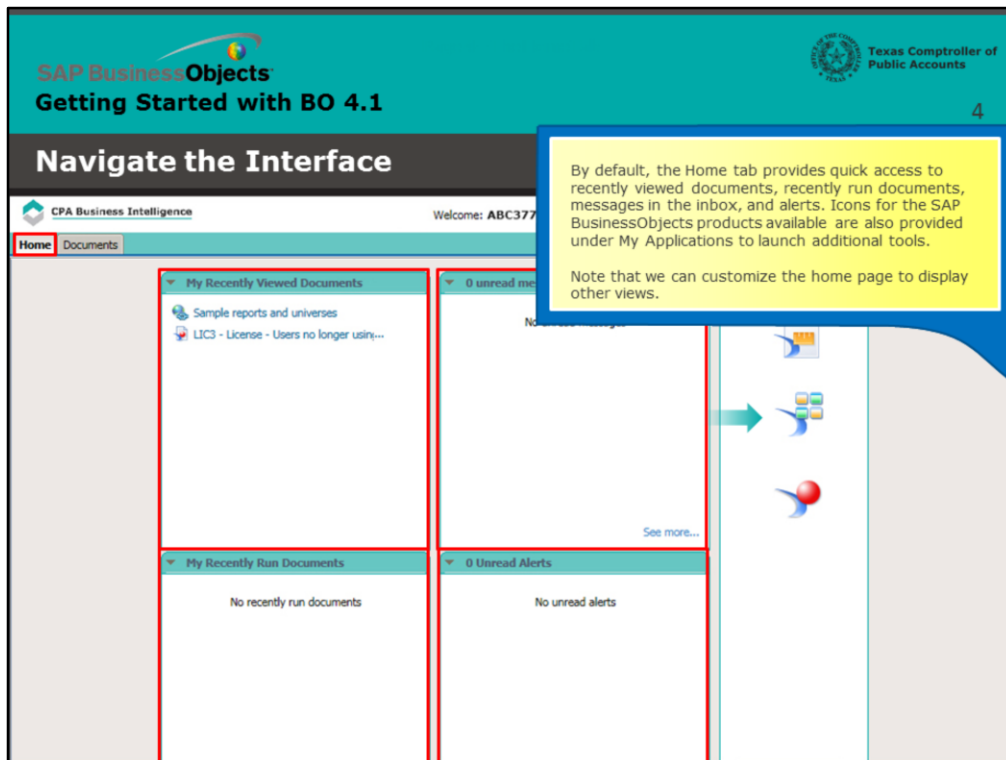 SAP BusinessObjects
Getting Started with BO 4.1
Texas Comptroller of
Public Accounts
4
Navigate the Interface
By default, the Home tab provides quick access to
recently viewed documents, recently run documents,
messages in the inbox, and alerts. Icons for the SAP
BusinessObjects products available are also provided
under My Applications to launch additional tools.
Note that we can customize the home page to display
other views.
CPA Business Intelligence
Welcome: ABC377
Home Documents
My Recently Viewed Documents
0 unread
Sample reports and universes
LIC3 - License - Users no longer usin...
See more...
My Recently Run Documents
0 Unread Alerts
No recently run documents
No unread alerts